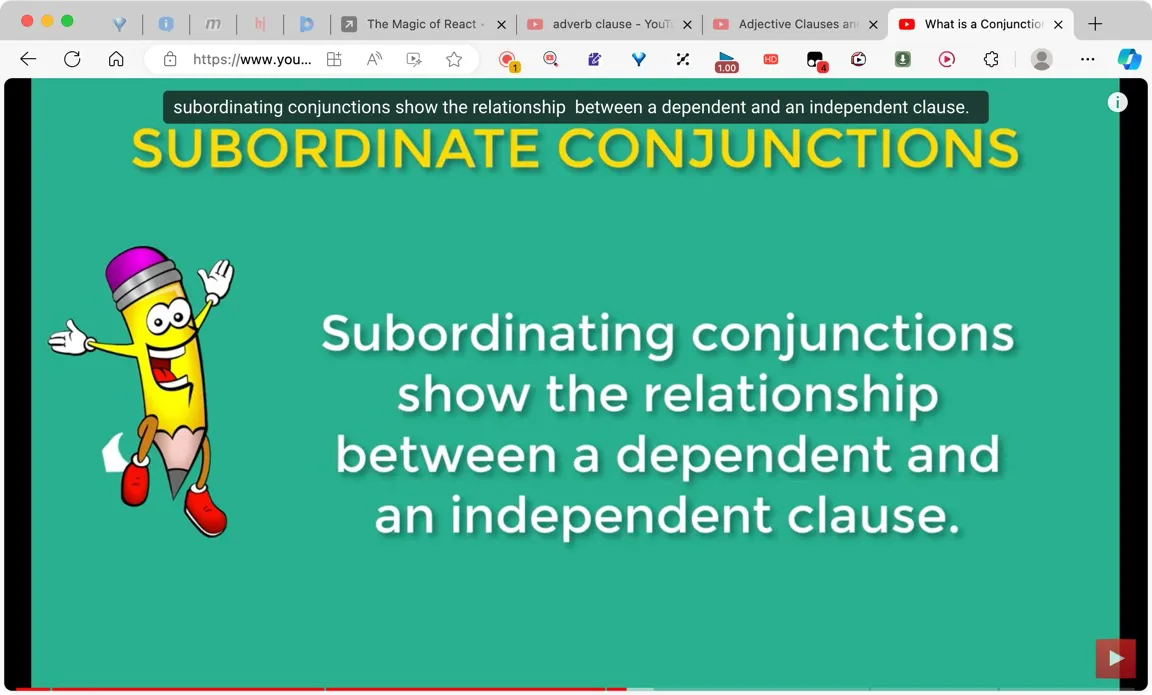 m
hj
The Magic of React
adverb clause - YouT
Adjective Clauses an
What is a Conjunctio
https://www.you...
A
1
1.00
HD
4
subordinating conjunctions show the relationship between a dependent and an independent clause.
SUBORDINATE CONJUNCTIONS
Subordinating conjunctions
show the relationship
between a dependent and
an independent clause.